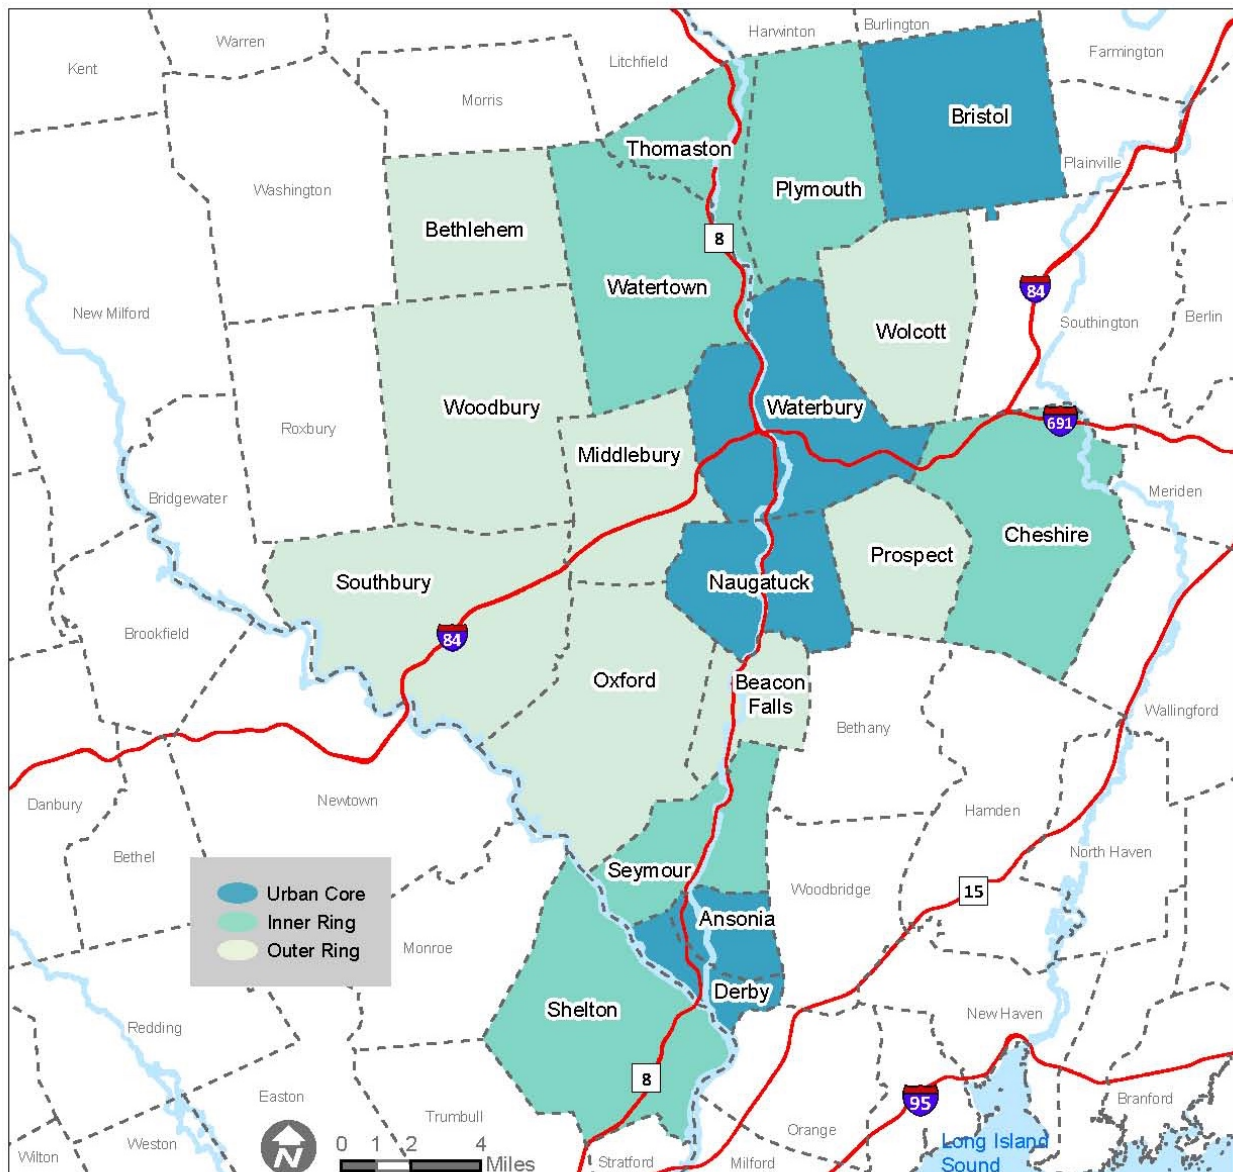 Harwinton
Burlington
Warren
Litchfield
Farmington
Kent
Morris
Bristol
Thomaston
Plainville
Washington
Plymouth
Bethlehem
8
Watertown
84
New Milford
Southington
Berlin
Wolcott
Woodbury
Waterbury
Roxbury
691
Middlebury
Bridgewater
Meriden
Cheshire
Prospect
Southbury
Naugatuck
Brookfield
84
Oxford
Beacon
Falls
Bethany
Wallingford
Newtown
Danbury
Hamden
Bethel
North Haven
Seymour
Woodbridge
15
Urban Core
Inner Ring
Outer Ring
Ansonia
Monroe
Derby
Shelton
New Haven
Redding
8
Easton
95
Trumbull
Branford
Orange
Weston
Wilton
N
0 1 2 4
Miles
Stratford
Milford
Long Island
Sound